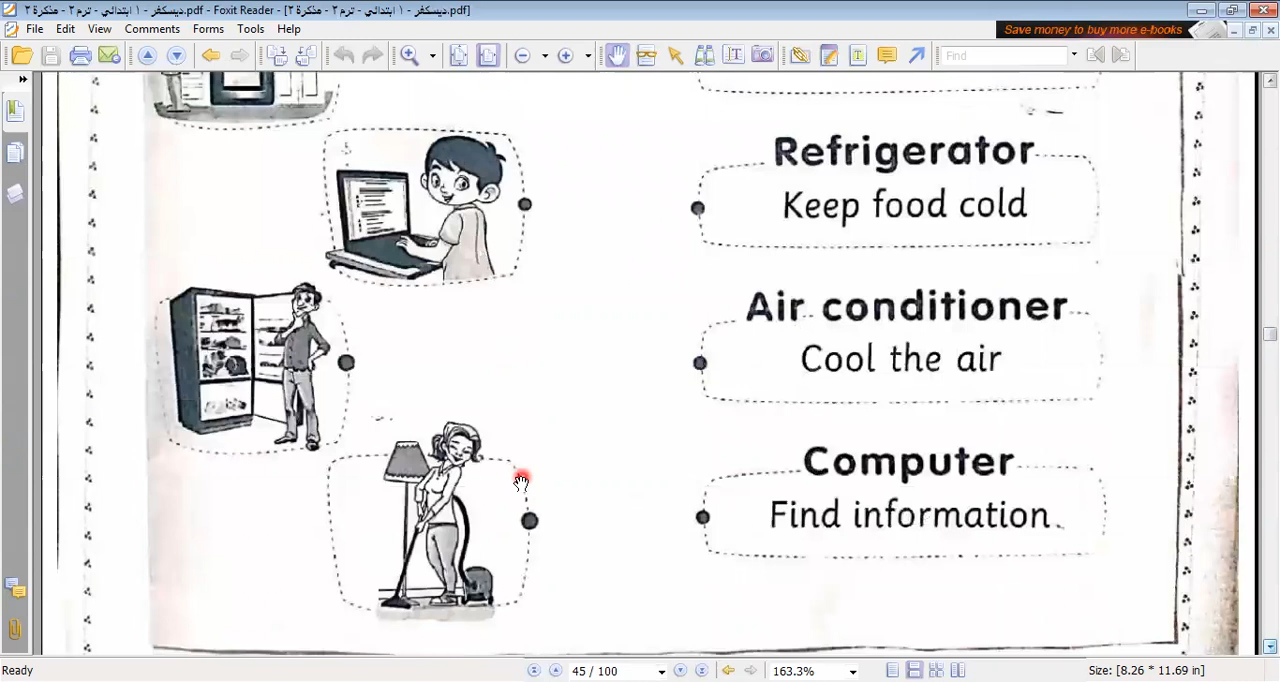 ديسكفر - ١ ابتدائي - ترم ٢ - مذكرة ٢.pdf - Foxit Reader - [ديسكفر - ١ ابتدائي - ترم ٢ - مذكرة ٢.pdf]
File Edit View Comments Forms Tools Help
Save money to buy more e-books
Find
Refrigerator
Keep food cold
Air conditioner
Cool the air
Computer
Find information
Ready
45 / 100
163.3%
Size: [8.26 * 11.69 in]